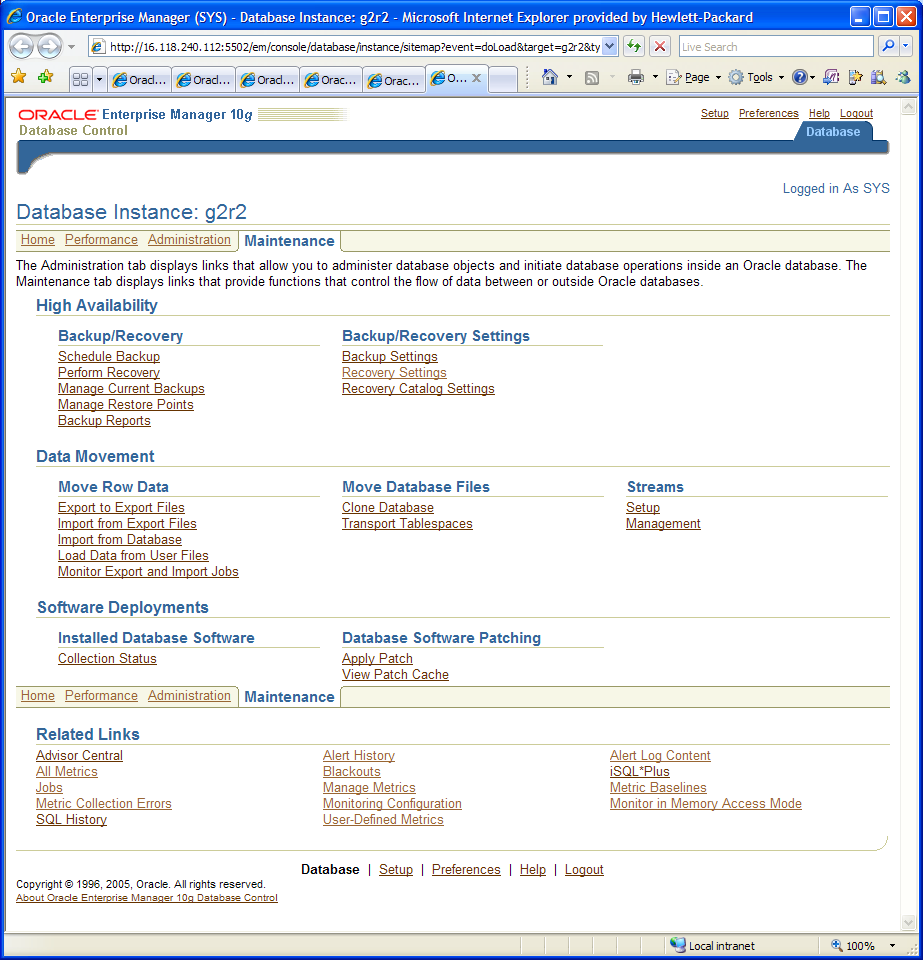 Oracle Enterprise Manager (SYS) - Database Instance: g2r2 - Microsoft Internet Explorer provided by Hewlett-Packard
http://16.118.240.112:5502/em/console/database/instance/sitemap?event=doLoad&target=g2r2&ty
Live Search
Oracl... Oracl... Oracl... Orac... Orac... O... Page Tools
ORACLE Enterprise Manager 10g
Setup Preferences Help Logout
Database Control
Database
Logged in As SYS
Database Instance: g2r2
Home Performance Administration Maintenance
The Administration tab displays links that allow you to administer database objects and initiate database operations inside an Oracle database. The
Maintenance tab displays links that provide functions that control the flow of data between or outside Oracle databases.
High Availability
Backup/Recovery Backup/Recovery Settings
Schedule Backup Backup Settings
Perform Recovery Recovery Settings
Manage Current Backups Recovery Catalog Settings
Manage Restore Points
Backup Reports
Data Movement
Move Row Data Move Database Files Streams
Export to Export Files Clone Database Setup
Import from Export Files Transport Tablespaces Management
Import from Database
Load Data from User Files
Monitor Export and Import Jobs
Software Deployments
Installed Database Software Database Software Patching
Collection Status Apply Patch
View Patch Cache
Home Performance Administration Maintenance
Related Links
Advisor Central Alert History Alert Log Content
All Metrics Blackouts iSQL*Plus
Jobs Manage Metrics Metric Baselines
Metric Collection Errors Monitoring Configuration Monitor in Memory Access Mode
SQL History User-Defined Metrics
Database | Setup | Preferences | Help | Logout
Copyright © 1996, 2005, Oracle. All rights reserved.
About Oracle Enterprise Manager 10g Database Control
Local intranet 100%